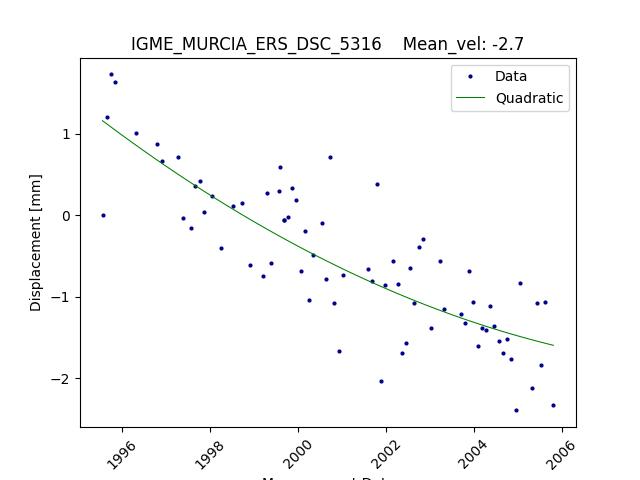 IGME_MURCIA_ERS_DSC_5316    Mean_vel: -2.7
Data
Quadratic
Displacement [mm]
1
0
−1
−2
1996
1998
2000
2002
2004
2006